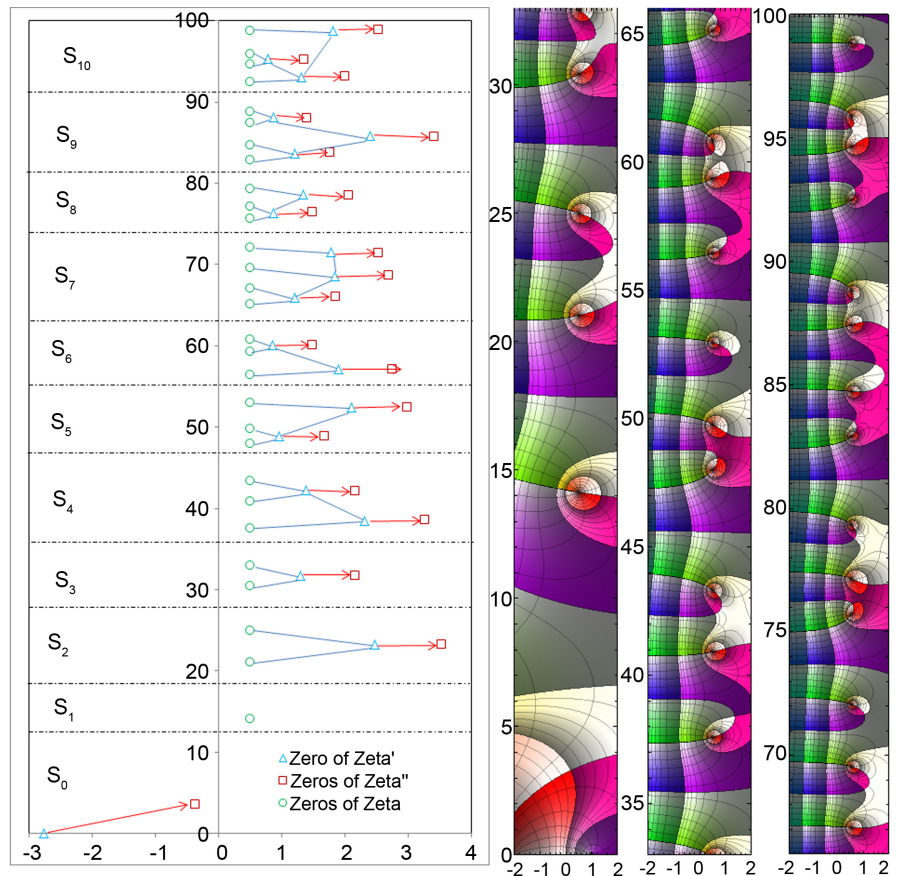 100
S10
90
S9
80
S8
70
S7
60
S6
50
S5
40
S4
30
S3
20
S2
S1
10
S0
0
Zero of Zeta'
Zeros of Zeta"
Zeros of Zeta
-3 -2 -1 0 1 2 3 4
30
25
20
15
10
5
0
-2 -1 0 1 2
65
60
55
50
45
40
35
-2 -1 0 1 2
100
95
90
85
80
75
70
-2 -1 0 1 2